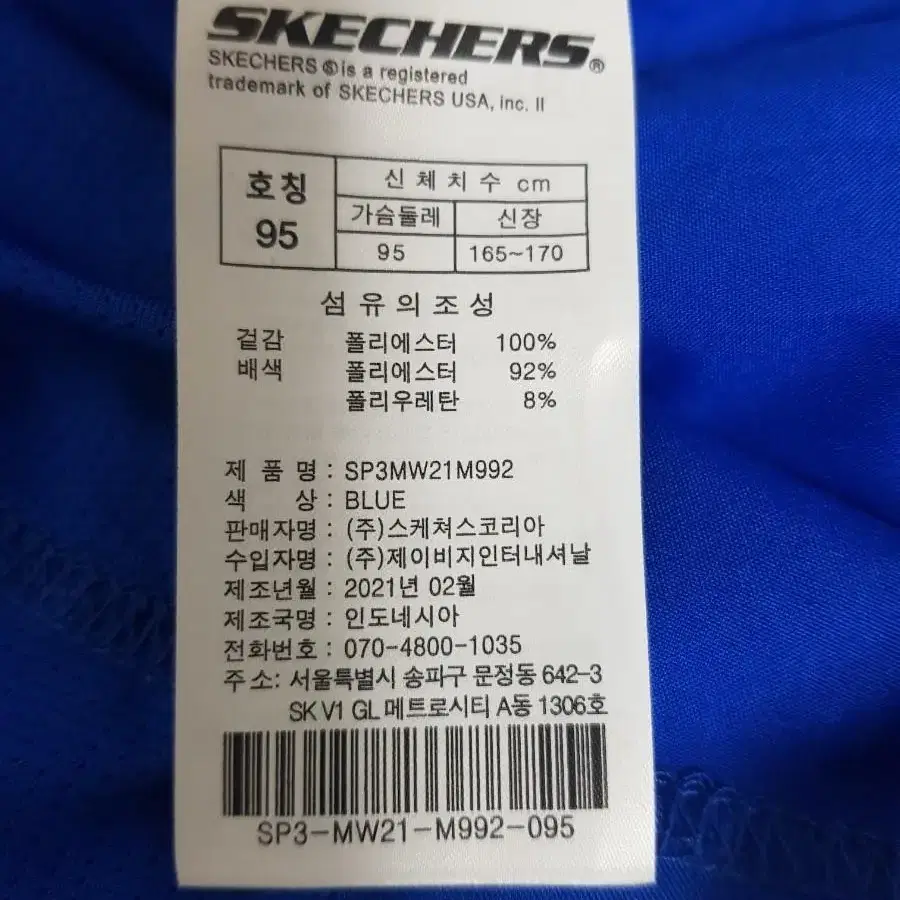 SKECHERS®
SKECHERS Ⓢ is a registered
trademark of SKECHERS USA, inc. II
호칭 신체치수 cm
가슴둘레 신장
95 95 165~170
섬유의조성
겉감 폴리에스터 100%
배색 폴리에스터 92%
폴리우레탄 8%
제 품 명 : SP3MW21M992
색 상 : BLUE
판매자명 : (주)스케쳐스코리아
수입자명 : (주)제이비지인터내셔날
제조년월 : 2021년 02월
제조국명 : 인도네시아
전화번호 : 070-4800-1035
주 소: 서울특별시 송파구 문정동 642-3
SK V1 GL 메트로시티 A동 1306호
SP3-MW21-M992-095